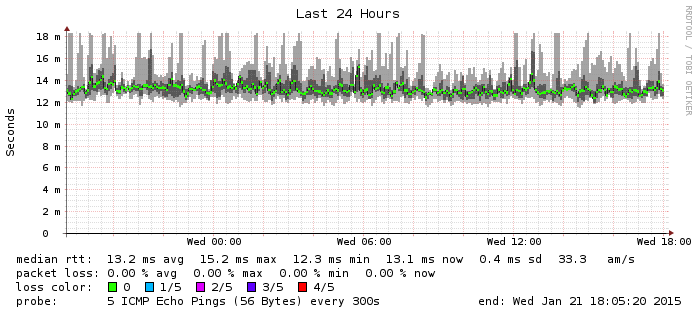 Last 24 Hours
RRDTOOL / TOBI OETIKER
Seconds
18 m
16 m
14 m
12 m
10 m
8 m
6 m
4 m
2 m
0
Wed 00:00 Wed 06:00 Wed 12:00 Wed 18:00
median rtt: 13.2 ms avg 15.2 ms max 12.3 ms min 13.1 ms now 0.4 ms sd 33.3 am/s
packet loss: 0.00 % avg 0.00 % max 0.00 % min 0.00 % now
loss color: 0 1/5 2/5 3/5 4/5
probe: 5 ICMP Echo Pings (56 Bytes) every 300s end: Wed Jan 21 18:05:20 2015